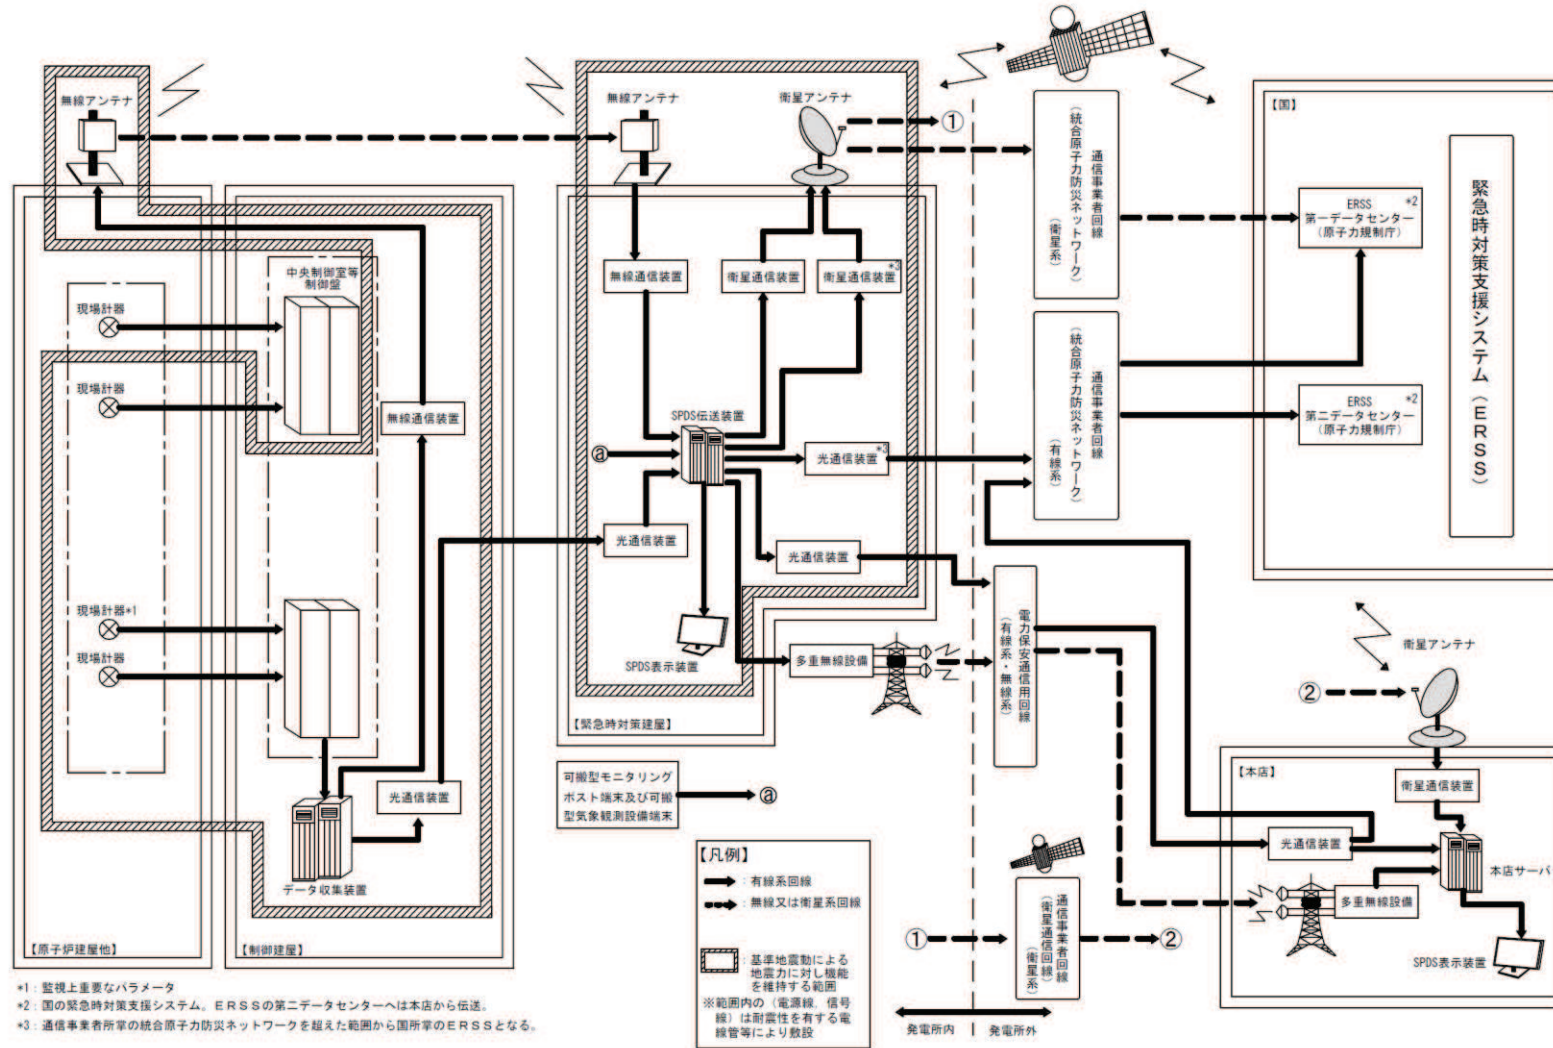 無線アンテナ
無線アンテナ
衛星アンテナ
①
中央制御室等
制御盤
現場計器
現場計器
現場計器*1
現場計器
無線通信装置
光通信装置
データ収集装置
【原子炉建屋他】
【制御建屋】
無線通信装置
衛星通信装置
衛星通信装置*3
SPDS伝送装置
ⓐ
光通信装置*3
光通信装置
光通信装置
SPDS表示装置
多重無線設備
【緊急時対策建屋】
可搬型モニタリング
ポスト端末及び可搬
型気象観測設備端末
ⓐ
通信事業者回線
(統合原子力防災ネットワーク)
(衛星系)
通信事業者回線
(統合原子力防災ネットワーク)
(有線系)
電力保安通信用回線
(有線系・無線系)
【国】
ERSS *2
第一データセンター
(原子力規制庁)
ERSS *2
第二データセンター
(原子力規制庁)
緊急時対策支援システム(ERSS)
衛星アンテナ
②
【本店】
衛星通信装置
光通信装置
本店サーバ
多重無線設備
SPDS表示装置
①
通信事業者回線
(衛星通信回線)
(衛星系)
②
発電所内
発電所外
【凡例】
:有線系回線
:無線又は衛星系回線
:基準地震動による
地震力に対し機能
を維持する範囲
※範囲内の(電源線、信号
線)は耐震性を有する電
線管等により敷設
*1:監視上重要なパラメータ
*2:国の緊急時対策支援システム。ERSSの第二データセンターへは本店から伝送。
*3:通信事業者所掌の統合原子力防災ネットワークを超えた範囲から国所掌のERSSとなる。